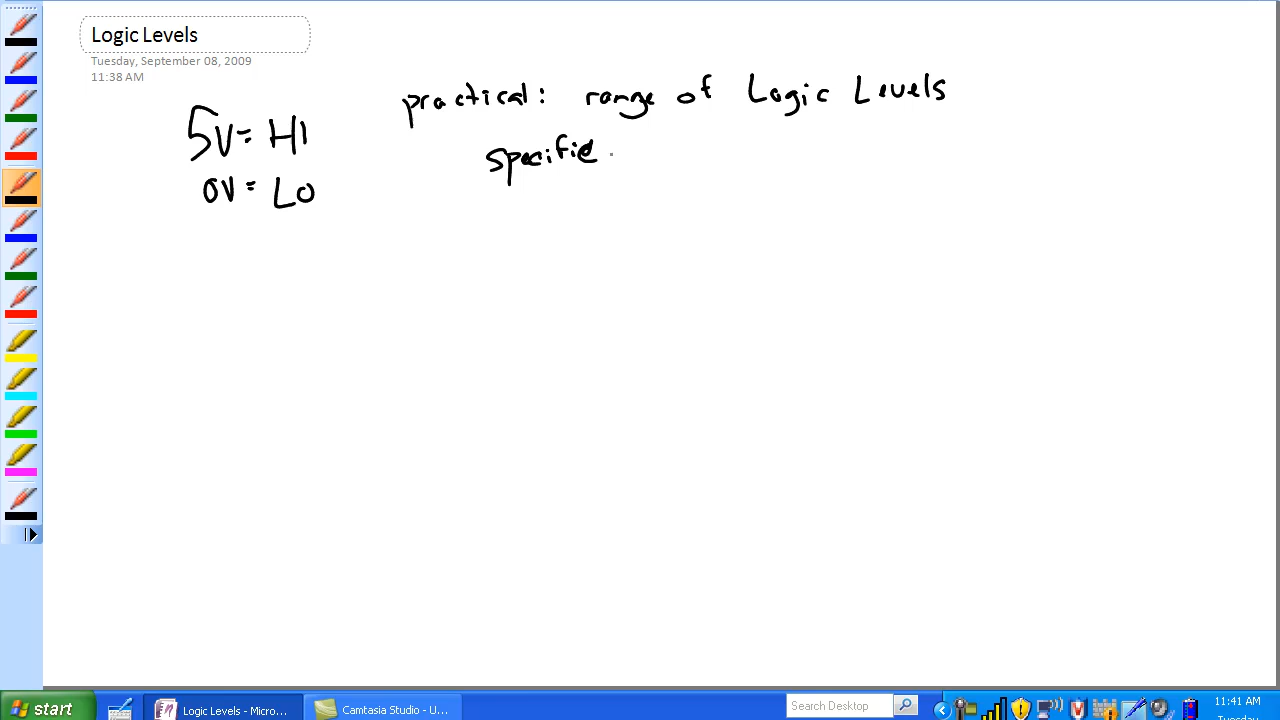 Logic Levels
Tuesday, September 08, 2009
11:38 AM
practical: range of Logic Levels
5V = HI
specifie
0V = LO
start
Logic Levels - Micro...
Camtasia Studio - U...
Search Desktop
11:41 AM
Tuesday